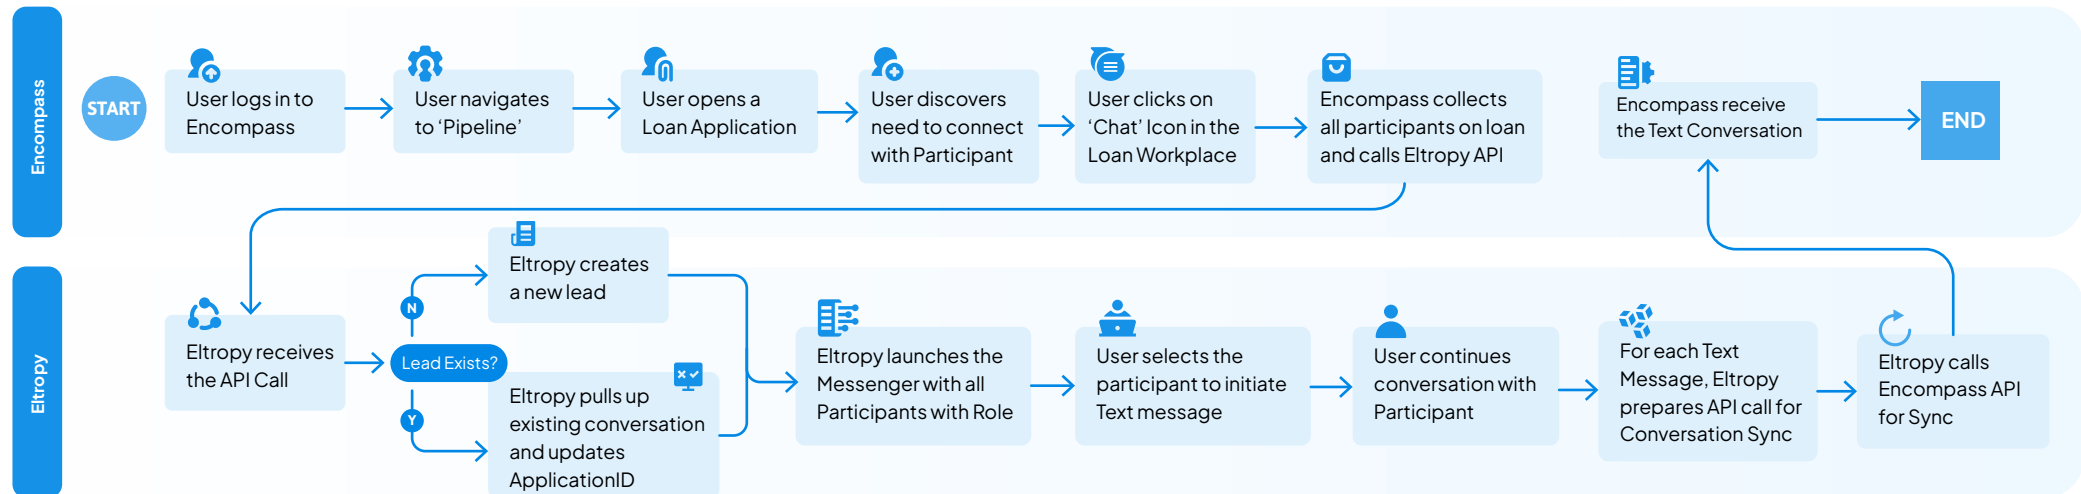 Encompass
START
User logs in to
Encompass
User navigates
to ‘Pipeline’
User opens a
Loan Application
User discovers
need to connect
with Participant
User clicks on
‘Chat’ Icon in the
Loan Workplace
Encompass collects
all participants on loan
and calls Eltropy API
Encompass receive
the Text Conversation
END
Eltropy
Eltropy receives
the API Call
Lead Exists?
N
Eltropy creates
a new lead
Y
Eltropy pulls up
existing conversation
and updates
ApplicationID
Eltropy launches the
Messenger with all
Participants with Role
User selects the
participant to initiate
Text message
User continues
conversation with
Participant
For each Text
Message, Eltropy
prepares API call for
Conversation Sync
Eltropy calls
Encompass API
for Sync